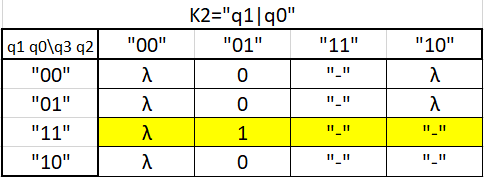 K2="q1|q0"
q1 q0\q3 q2 "00" "01" "11" "10"
"00" λ 0 "-" λ
"01" λ 0 "-" λ
"11" λ 1 "-" "-"
"10" λ 0 "-" "-"